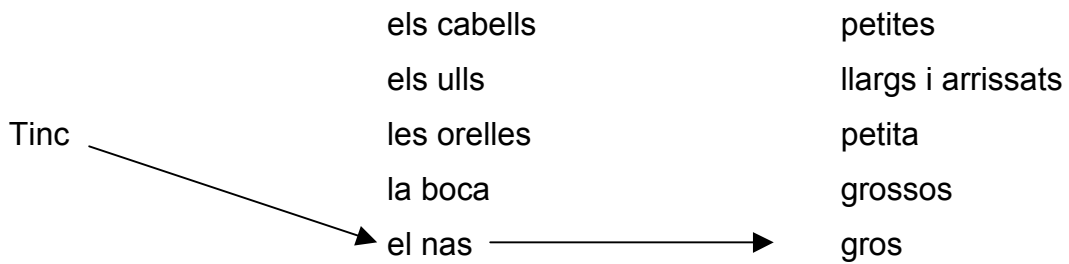 els cabells petites
els ulls llargs i arrissats
Tinc les orelles petita
la boca grossos
el nas gros